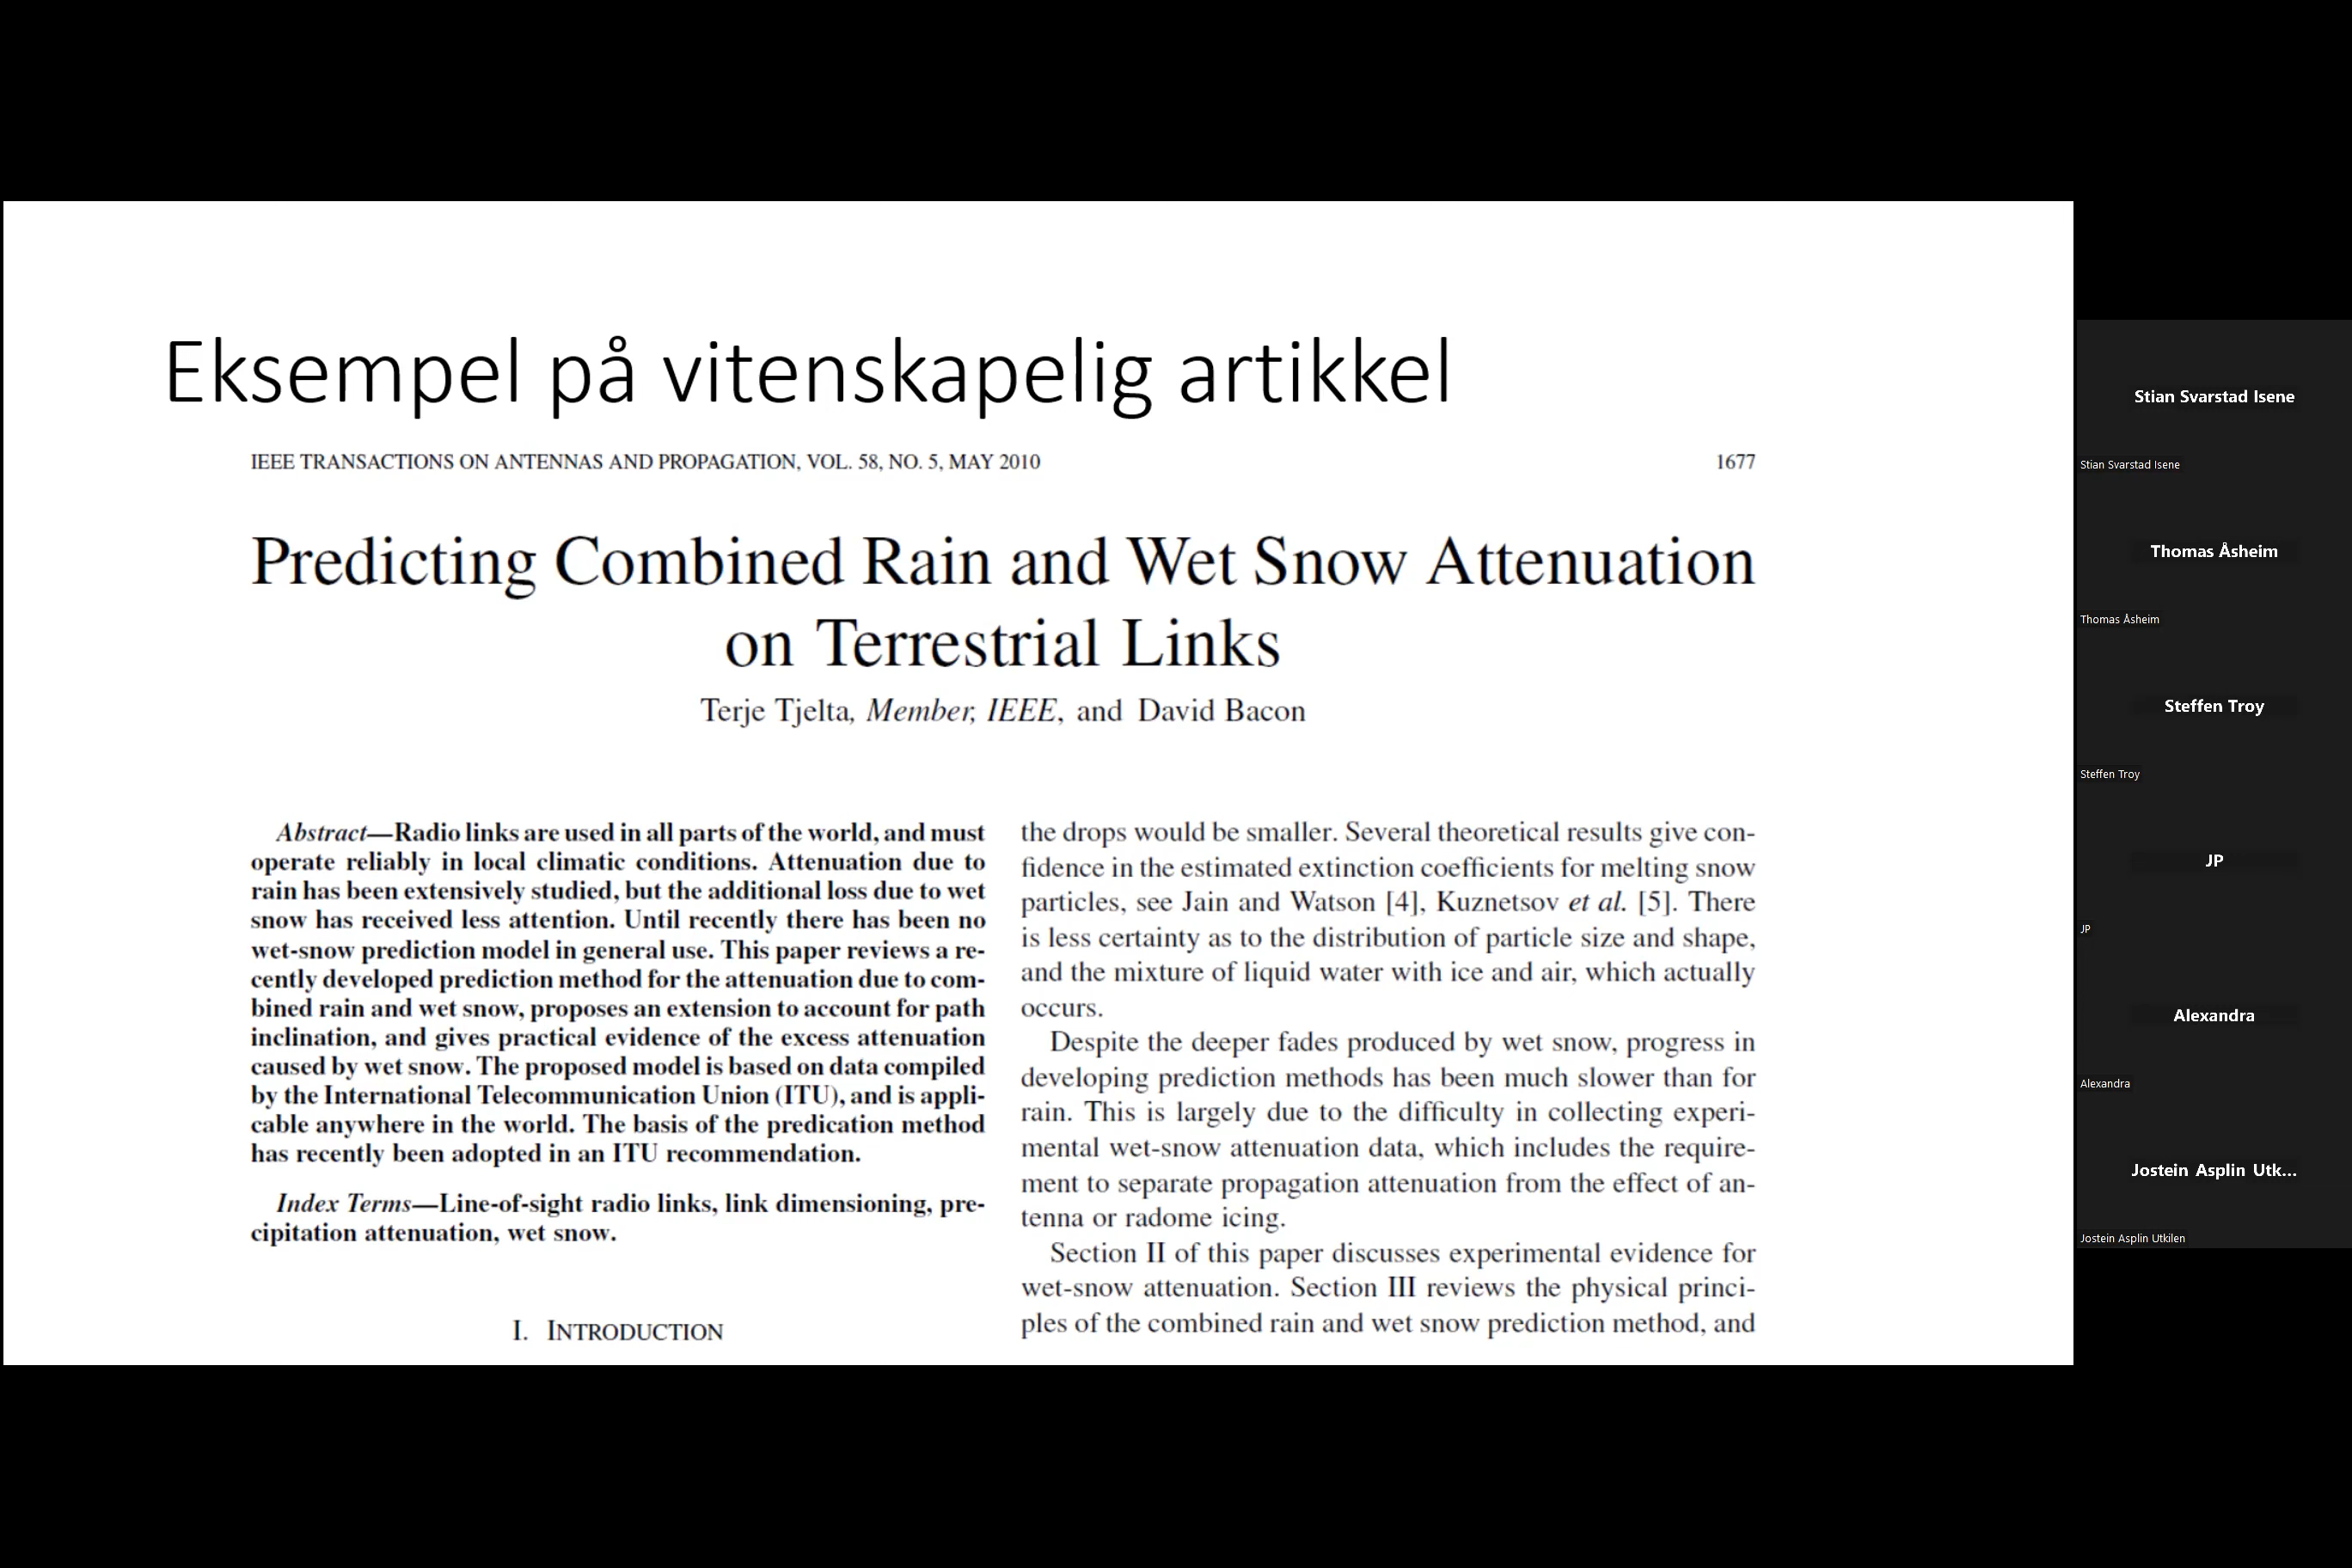 Eksempel på vitenskapelig artikkel
IEEE TRANSACTIONS ON ANTENNAS AND PROPAGATION, VOL. 58, NO. 5, MAY 2010
1677
Predicting Combined Rain and Wet Snow Attenuation
on Terrestrial Links
Terje Tjelta, Member, IEEE, and David Bacon
Abstract—Radio links are used in all parts of the world, and must
operate reliably in local climatic conditions. Attenuation due to
rain has been extensively studied, but the additional loss due to wet
snow has received less attention. Until recently there has been no
wet-snow prediction model in general use. This paper reviews a re-
cently developed prediction method for the attenuation due to com-
bined rain and wet snow, proposes an extension to account for path
inclination, and gives practical evidence of the excess attenuation
caused by wet snow. The proposed model is based on data compiled
by the International Telecommunication Union (ITU), and is appli-
cable anywhere in the world. The basis of the predication method
has recently been adopted in an ITU recommendation.
Index Terms—Line-of-sight radio links, link dimensioning, pre-
cipitation attenuation, wet snow.
I. INTRODUCTION
the drops would be smaller. Several theoretical results give con-
fidence in the estimated extinction coefficients for melting snow
particles, see Jain and Watson [4], Kuznetsov et al. [5]. There
is less certainty as to the distribution of particle size and shape,
and the mixture of liquid water with ice and air, which actually
occurs.
Despite the deeper fades produced by wet snow, progress in
developing prediction methods has been much slower than for
rain. This is largely due to the difficulty in collecting experi-
mental wet-snow attenuation data, which includes the require-
ment to separate propagation attenuation from the effect of an-
tenna or radome icing.
Section II of this paper discusses experimental evidence for
wet-snow attenuation. Section III reviews the physical princi-
ples of the combined rain and wet snow prediction method, and
Stian Svarstad Isene
Stian Svarstad Isene
Thomas Åsheim
Thomas Åsheim
Steffen Troy
Steffen Troy
JP
JP
Alexandra
Alexandra
Jostein Asplin Utk...
Jostein Asplin Utkilen